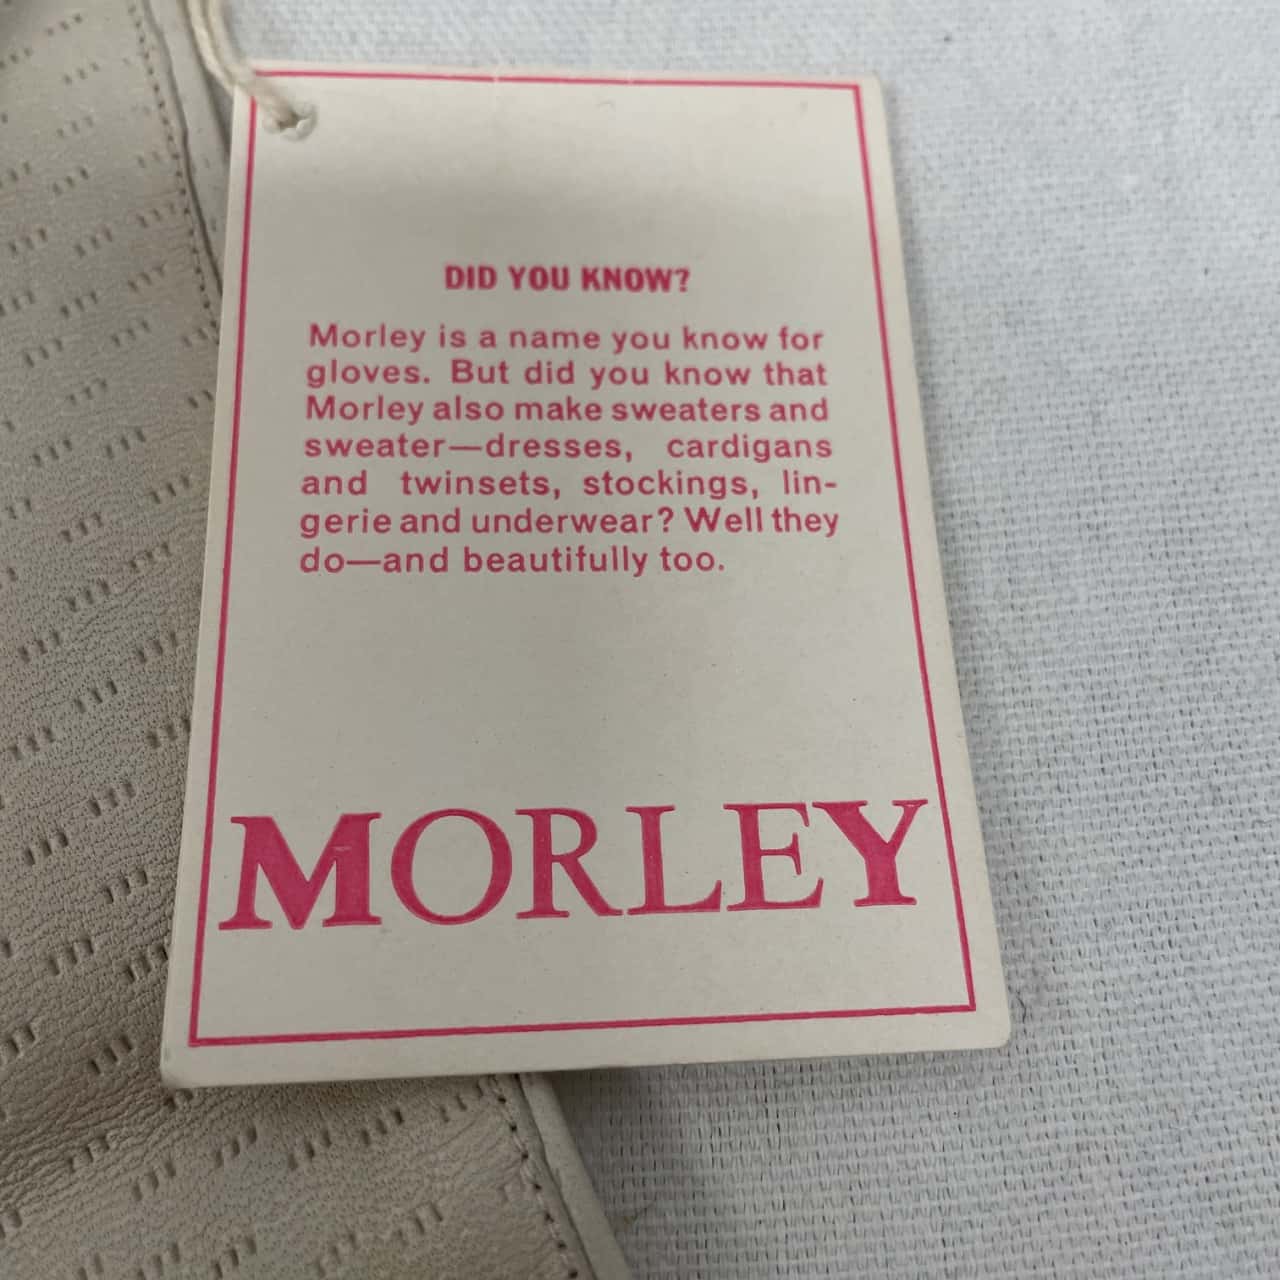 DID YOU KNOW?
Morley is a name you know for
gloves. But did you know that
Morley also make sweaters and
sweater—dresses, cardigans
and twinsets, stockings, lin-
gerie and underwear? Well they
do—and beautifully too.
MORLEY